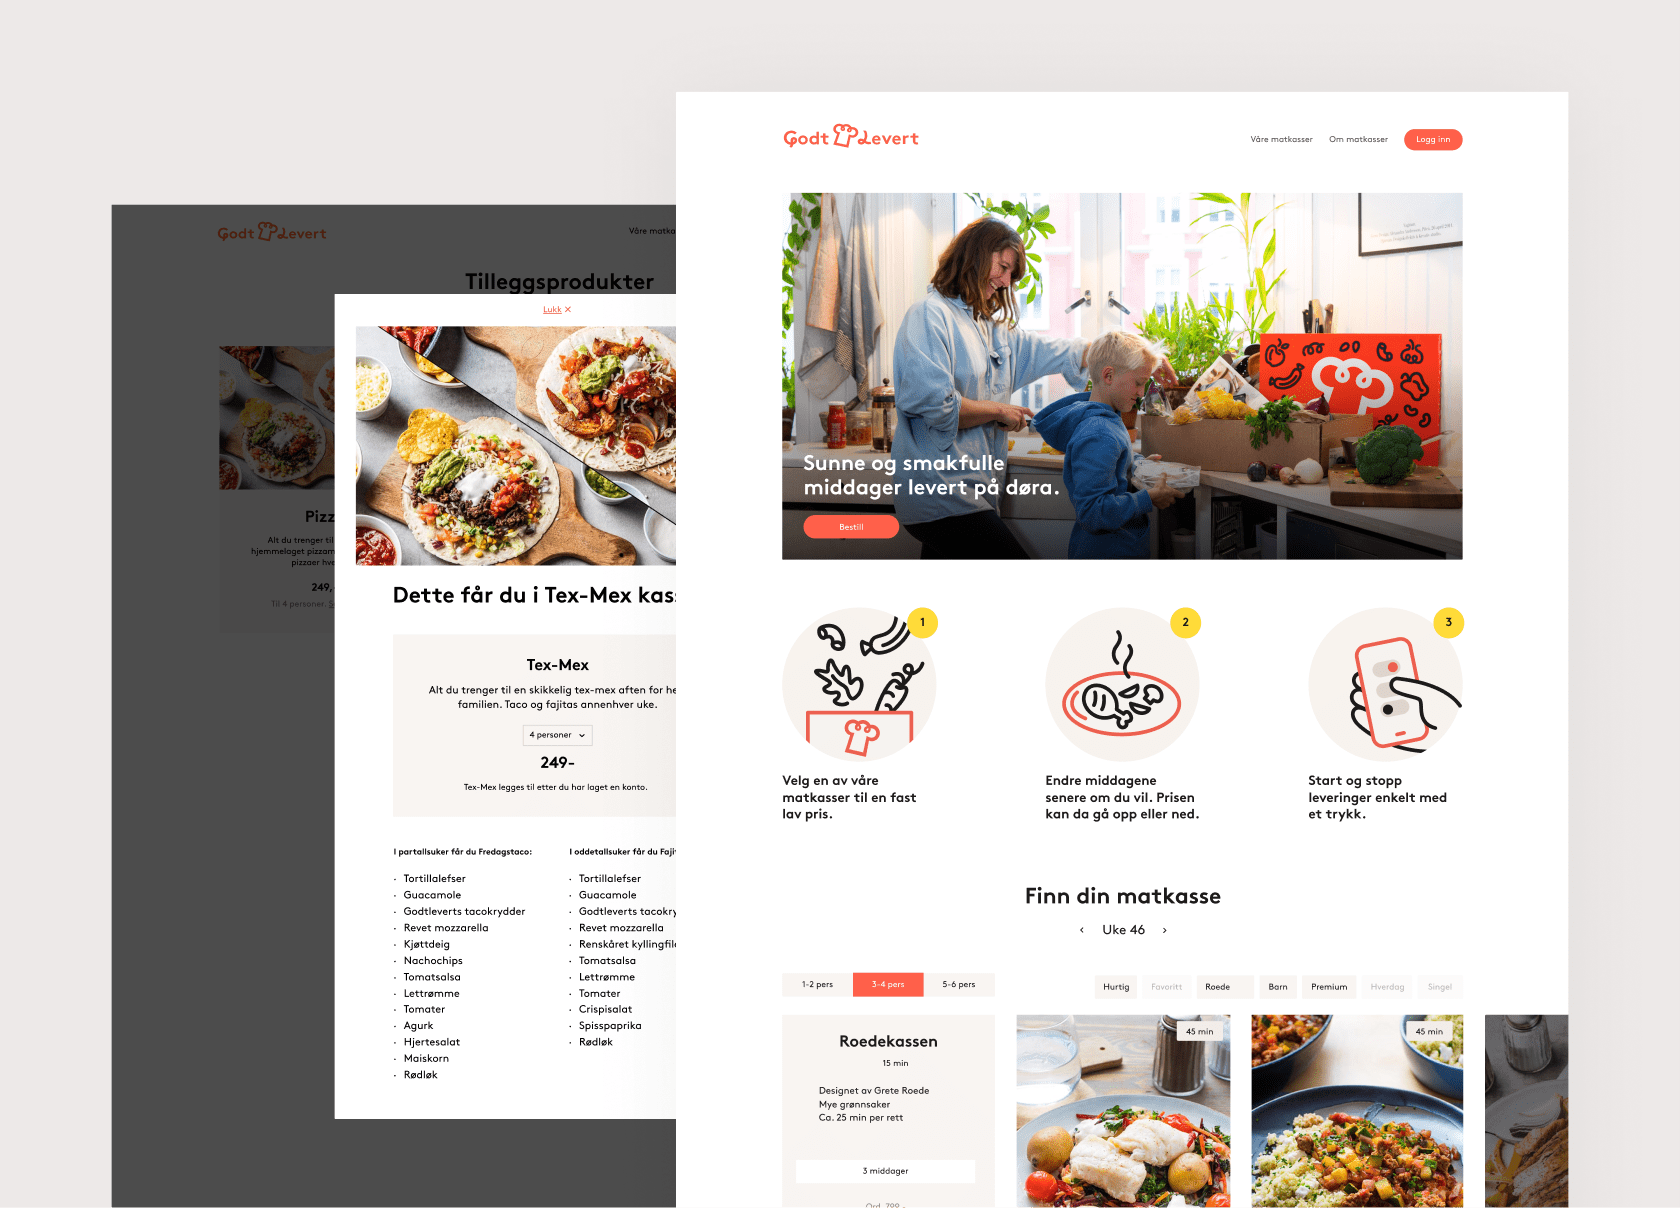 Godt Levert
Våre matka
Tilleggsprodukter
Pizz
Alt du trenger til
hjemmelaget pizzam
pizzaer hve
249,
Til 4 personer.
Lukk ×
Dette får du i Tex-Mex kass
Tex-Mex
Alt du trenger til en skikkelig tex-mex aften for he
familien. Taco og fajitas annenhver uke.
4 personer
249-
Tex-Mex legges til etter du har laget en konto.
I partallsuker får du Fredagstaco:
· Tortillalefser
· Guacamole
· Godtleverts tacokrydder
· Revet mozzarella
· Kjøttdeig
· Nachochips
· Tomatsalsa
· Lettrømme
· Tomater
· Agurk
· Hjertesalat
· Maiskorn
· Rødløk
I oddetallsuker får du Faji
· Tortillalefser
· Guacamole
· Godtleverts tacokry
· Revet mozzarella
· Renskåret kyllingfile
· Tomatsalsa
· Lettrømme
· Tomater
· Crispisalat
· Spisspaprika
· Rødløk
Godt Levert
Våre matkasser Om matkasser Logg inn
Sunne og smakfulle
middager levert på døra.
Bestill
1
Velg en av våre
matkasser til en fast
lav pris.
2
Endre middagene
senere om du vil. Prisen
kan da gå opp eller ned.
3
Start og stopp
leveringer enkelt med
et trykk.
Finn din matkasse
‹ Uke 46 ›
1-2 pers 3-4 pers 5-6 pers
Hurtig Favoritt Roede Barn Premium Hverdag Singel
Roedekassen
15 min
Designet av Grete Roede
Mye grønnsaker
Ca. 25 min per rett
3 middager
Ord. 799,-
45 min
45 min